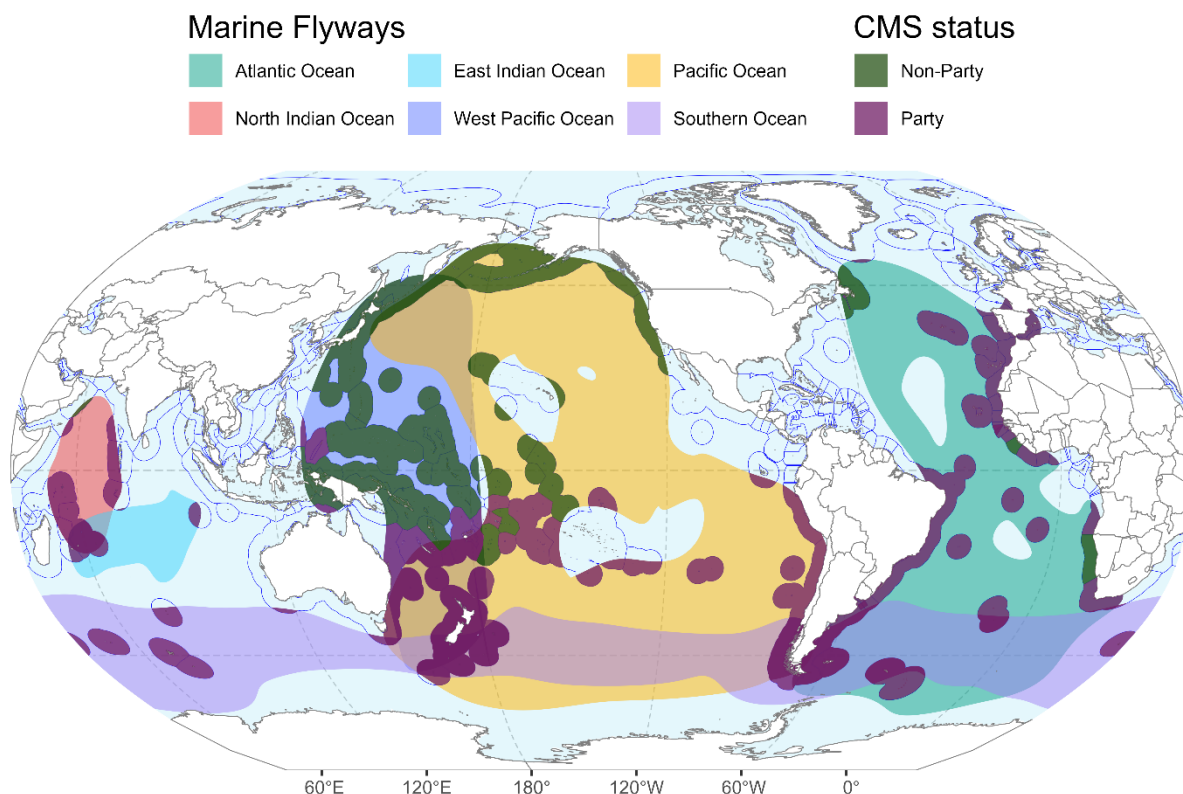 Marine Flyways
CMS status
Atlantic Ocean
East Indian Ocean
Pacific Ocean
Non-Party
North Indian Ocean
West Pacific Ocean
Southern Ocean
Party
60°E
120°E
180°
120°W
60°W
0°